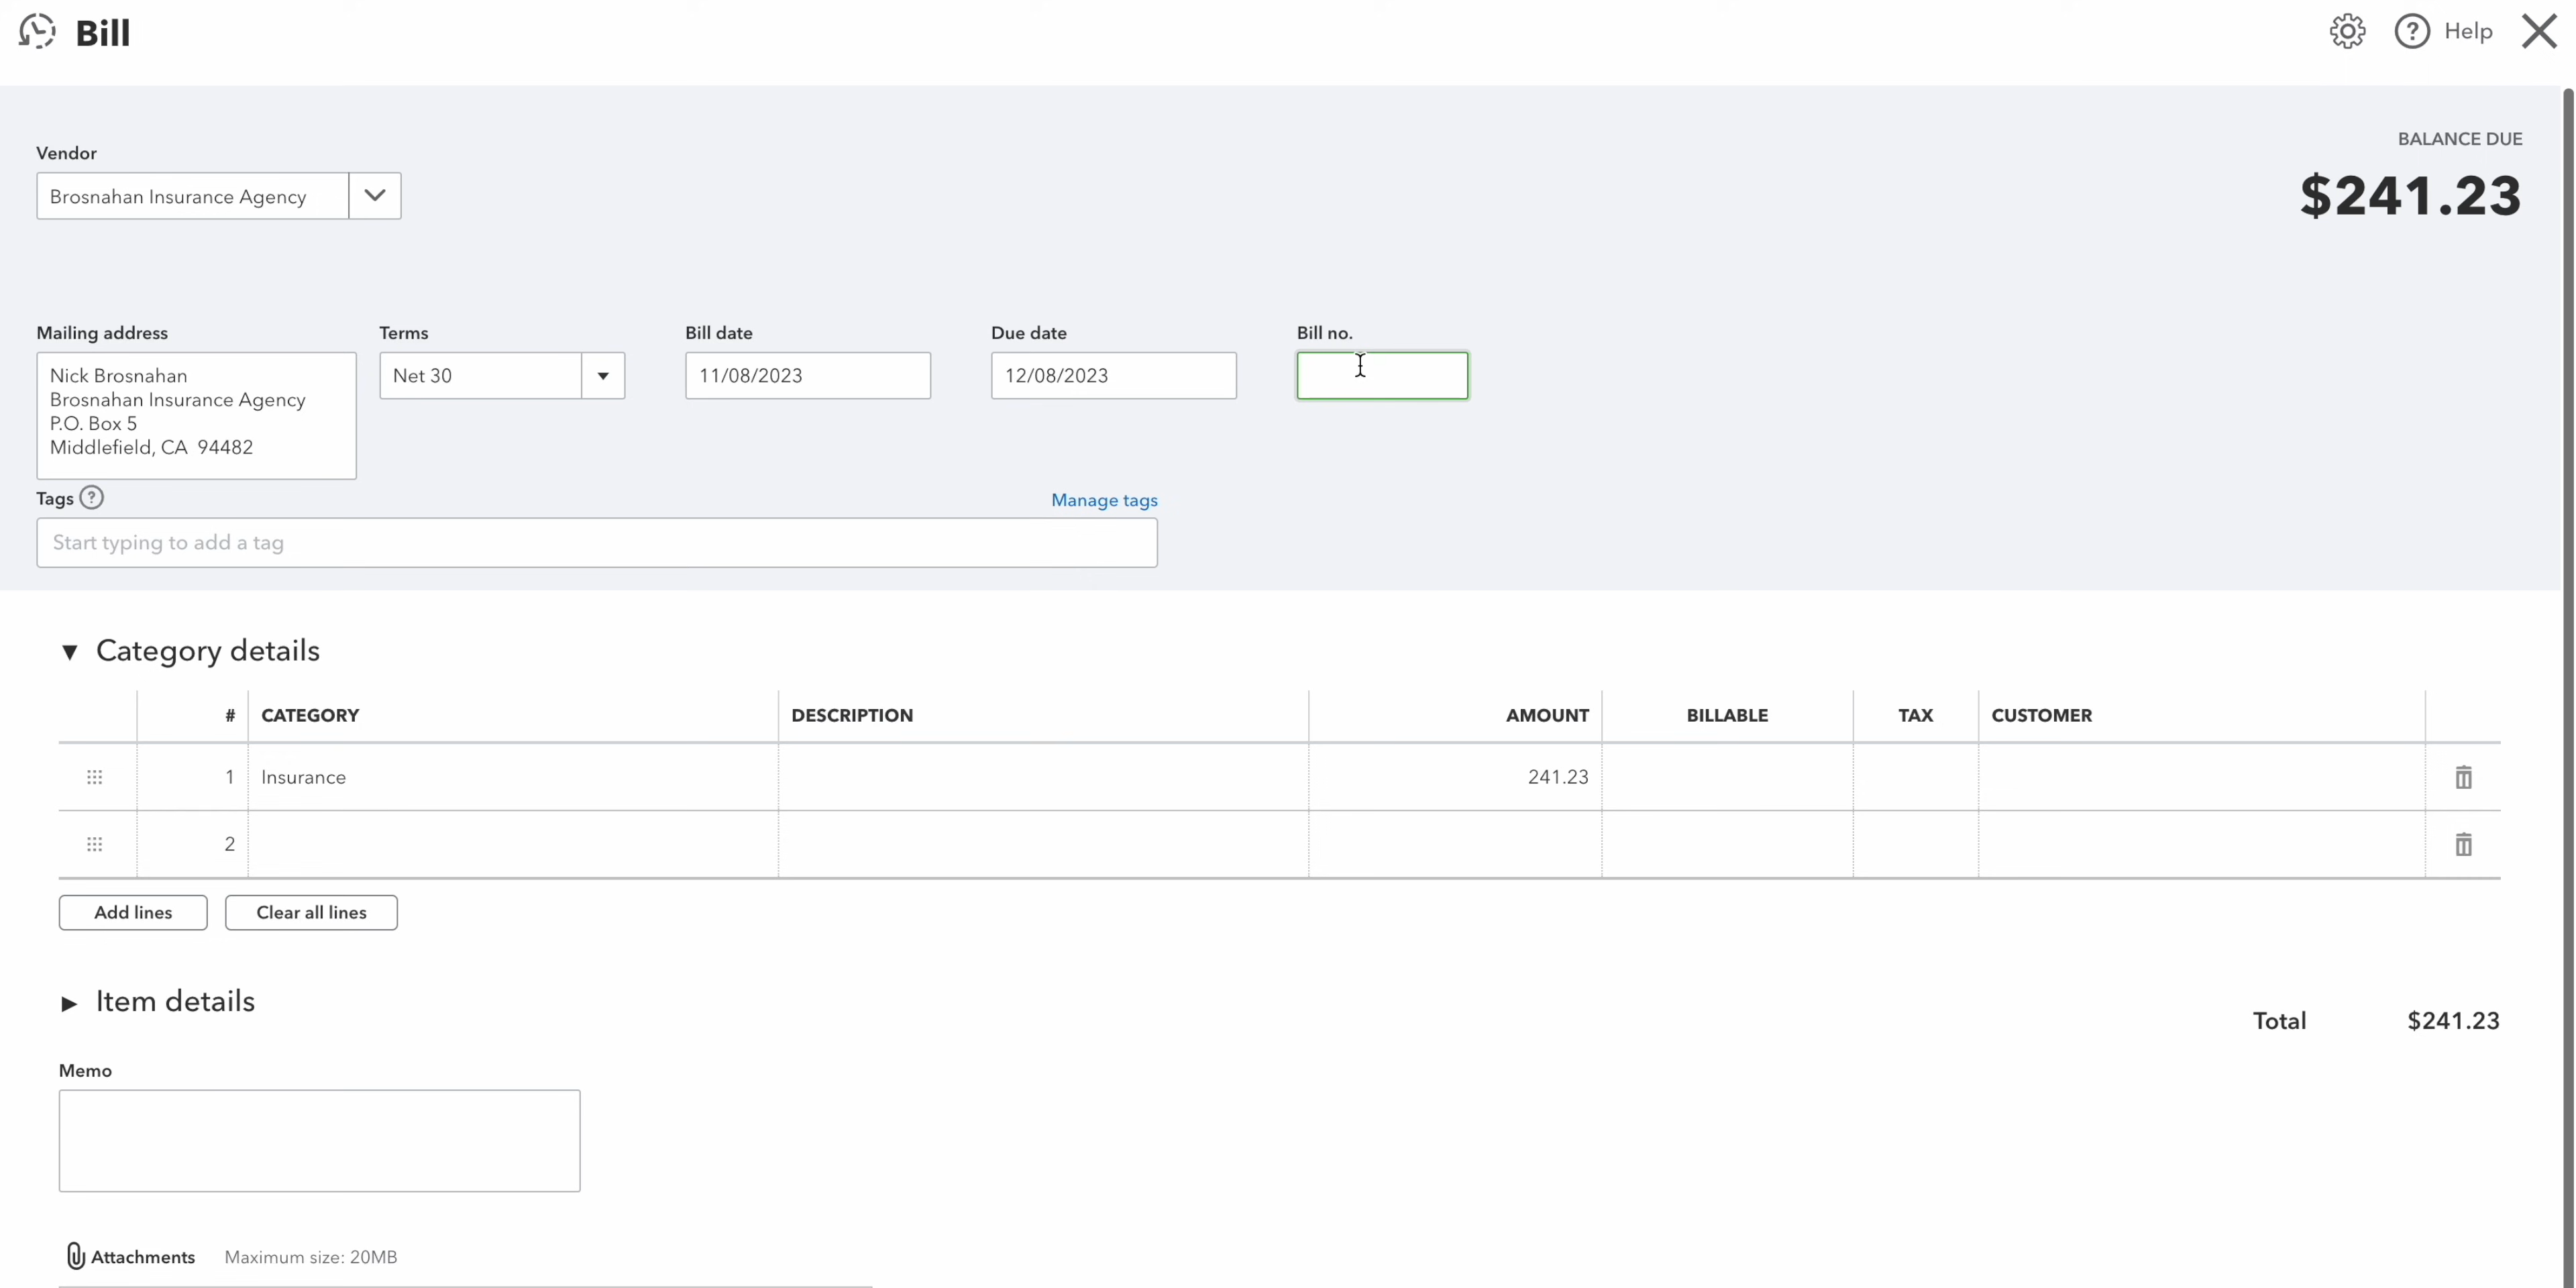 Bill
Help
BALANCE DUE
$241.23
Vendor
Brosnahan Insurance Agency
Mailing address
Nick Brosnahan
Brosnahan Insurance Agency
P.O. Box 5
Middlefield, CA 94482
Terms
Net 30
Bill date
11/08/2023
Due date
12/08/2023
Bill no.
Tags ?
Manage tags
Start typing to add a tag
Category details
# CATEGORY DESCRIPTION AMOUNT BILLABLE TAX CUSTOMER
1 Insurance 241.23
2
Add lines Clear all lines
Item details
Total $241.23
Memo
Attachments Maximum size: 20MB